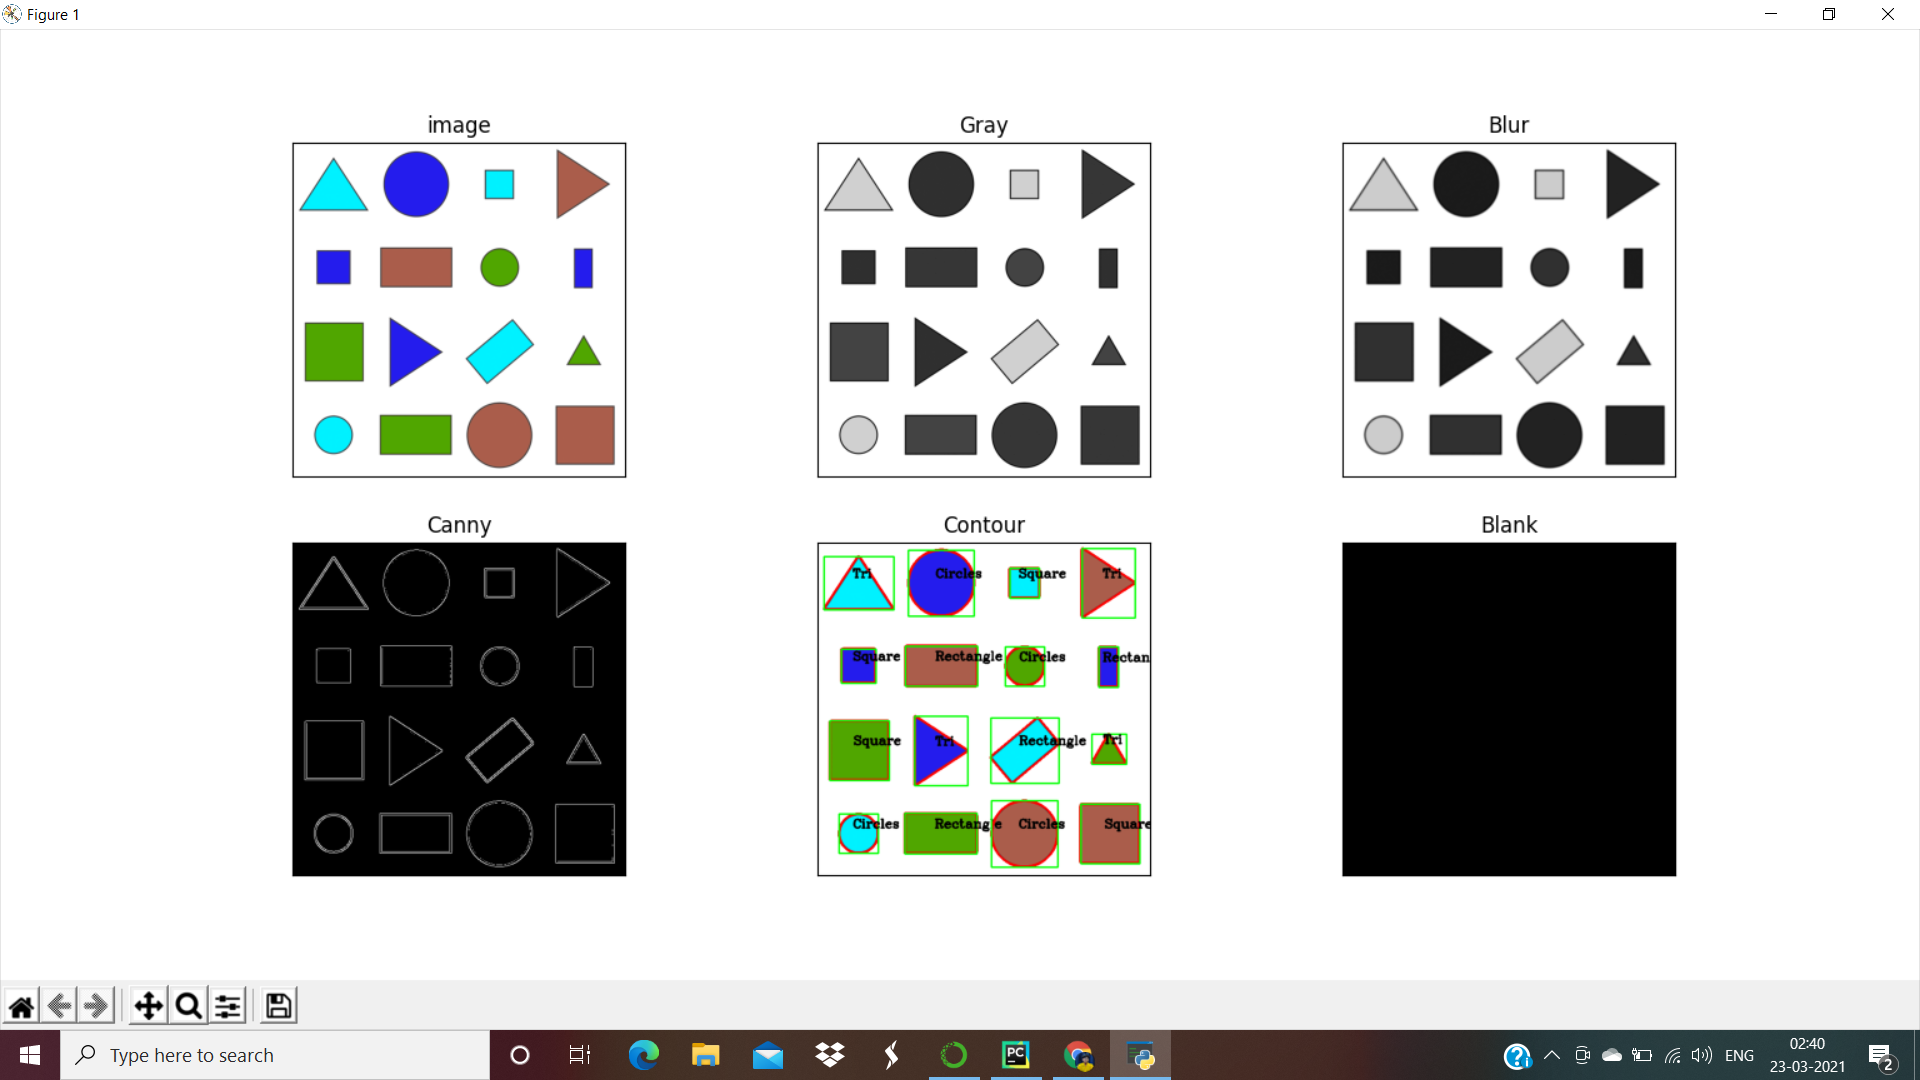 Figure 1
image
Gray
Blur
Canny
Contour
Blank
Tri
Circles
Square
Tri
Square
Rectangle
Circles
Rectan
Square
Tri
Rectangle
Tri
Circles
Rectangle
Circles
Square
Type here to search
PC
ENG
02:40
23-03-2021
2